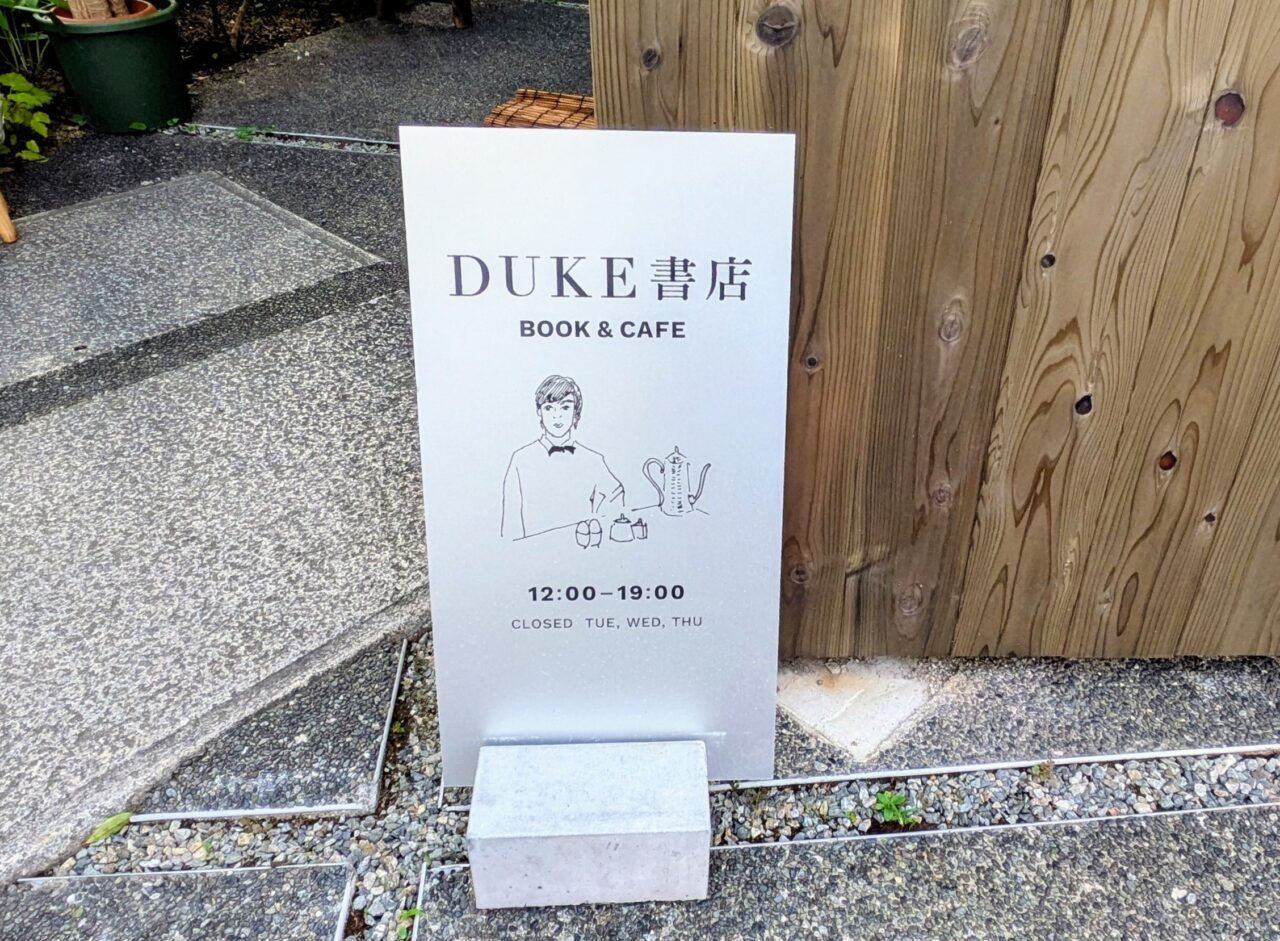 DUKE書店
BOOK & CAFE
12:00–19:00
CLOSED TUE, WED, THU